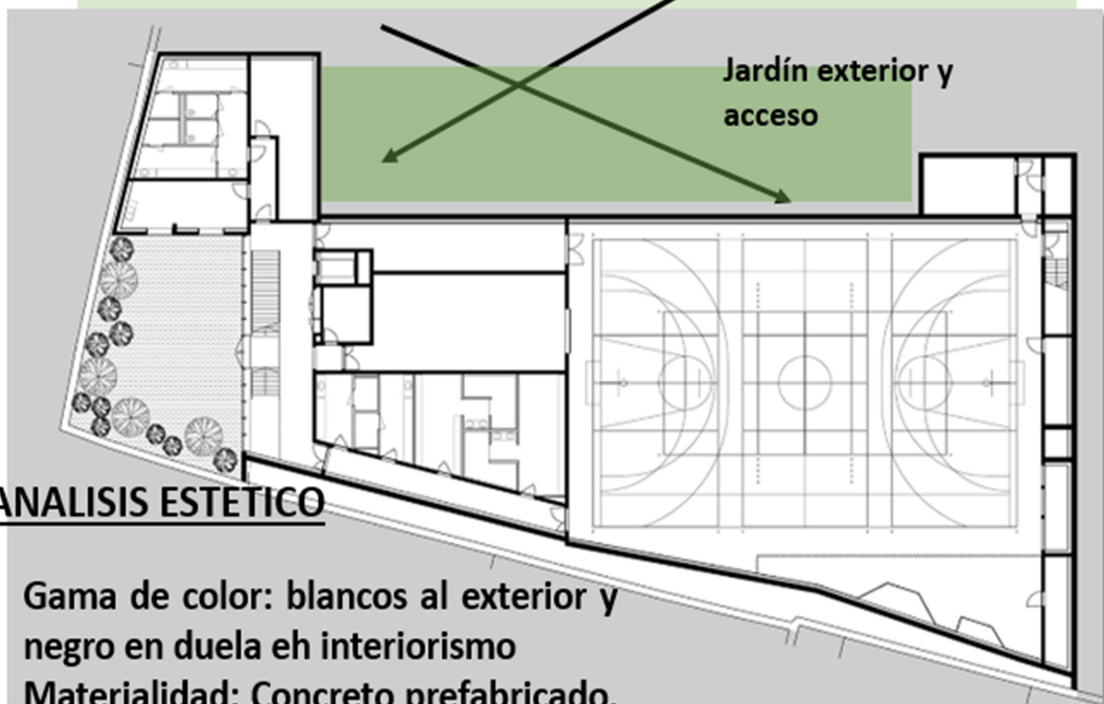 Jardín exterior y
acceso
ANALISIS ESTETICO
Gama de color: blancos al exterior y
negro en duela eh interiorismo
Materialidad: Concreto prefabricado.